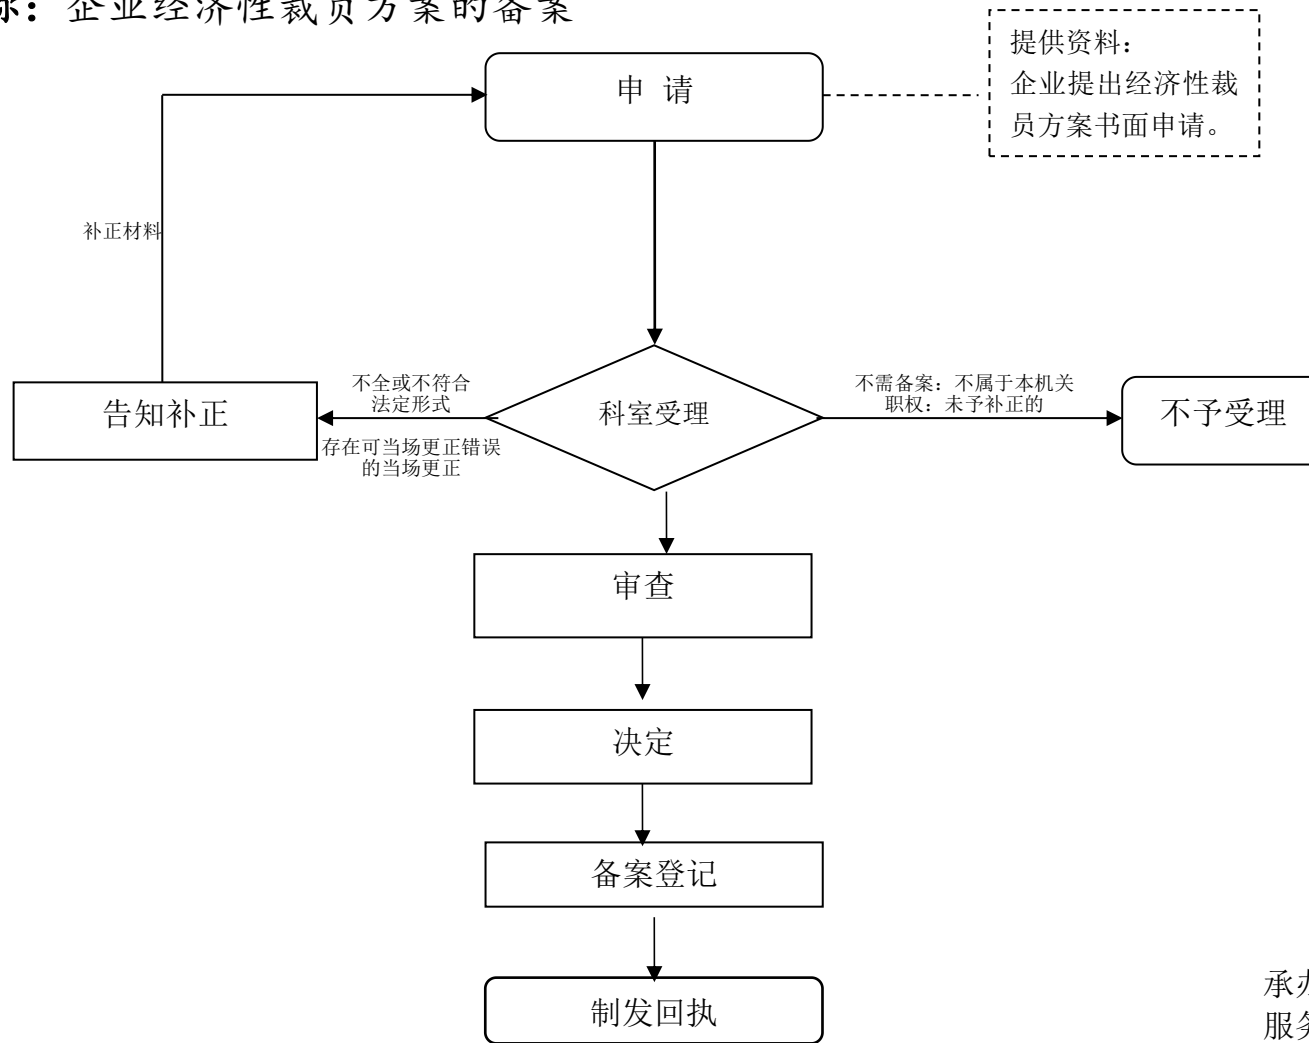 称：企业经济性裁员方案的备案
提供资料：
企业提出经济性裁
员方案书面申请。
申 请
补正材料
告知补正
不全或不符合
法定形式
存在可当场更正错误
的当场更正
科室受理
不需备案：不属于本机关
职权：未予补正的
不予受理
审查
决定
备案登记
制发回执
承办
服务